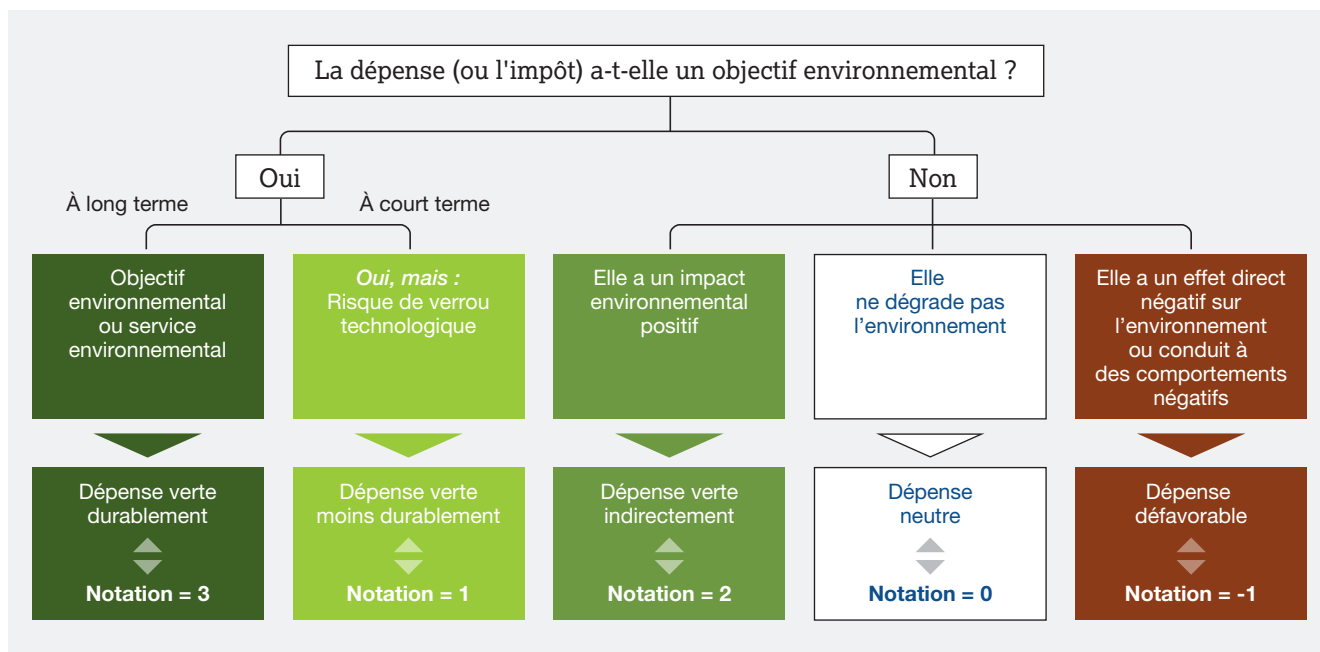 La dépense (ou l'impôt) a-t-elle un objectif environnemental ?
Oui
Non
À long terme
À court terme
Objectif
environnemental
ou service
environnemental
Oui, mais :
Risque de verrou
technologique
Elle a un impact
environnemental
positif
Elle
ne dégrade pas
l’environnement
Elle a un effet direct
négatif sur
l’environnement
ou conduit à
des comportements
négatifs
Dépense verte
durablement
Notation = 3
Dépense verte
moins durablement
Notation = 1
Dépense verte
indirectement
Notation = 2
Dépense
neutre
Notation = 0
Dépense
défavorable
Notation = -1